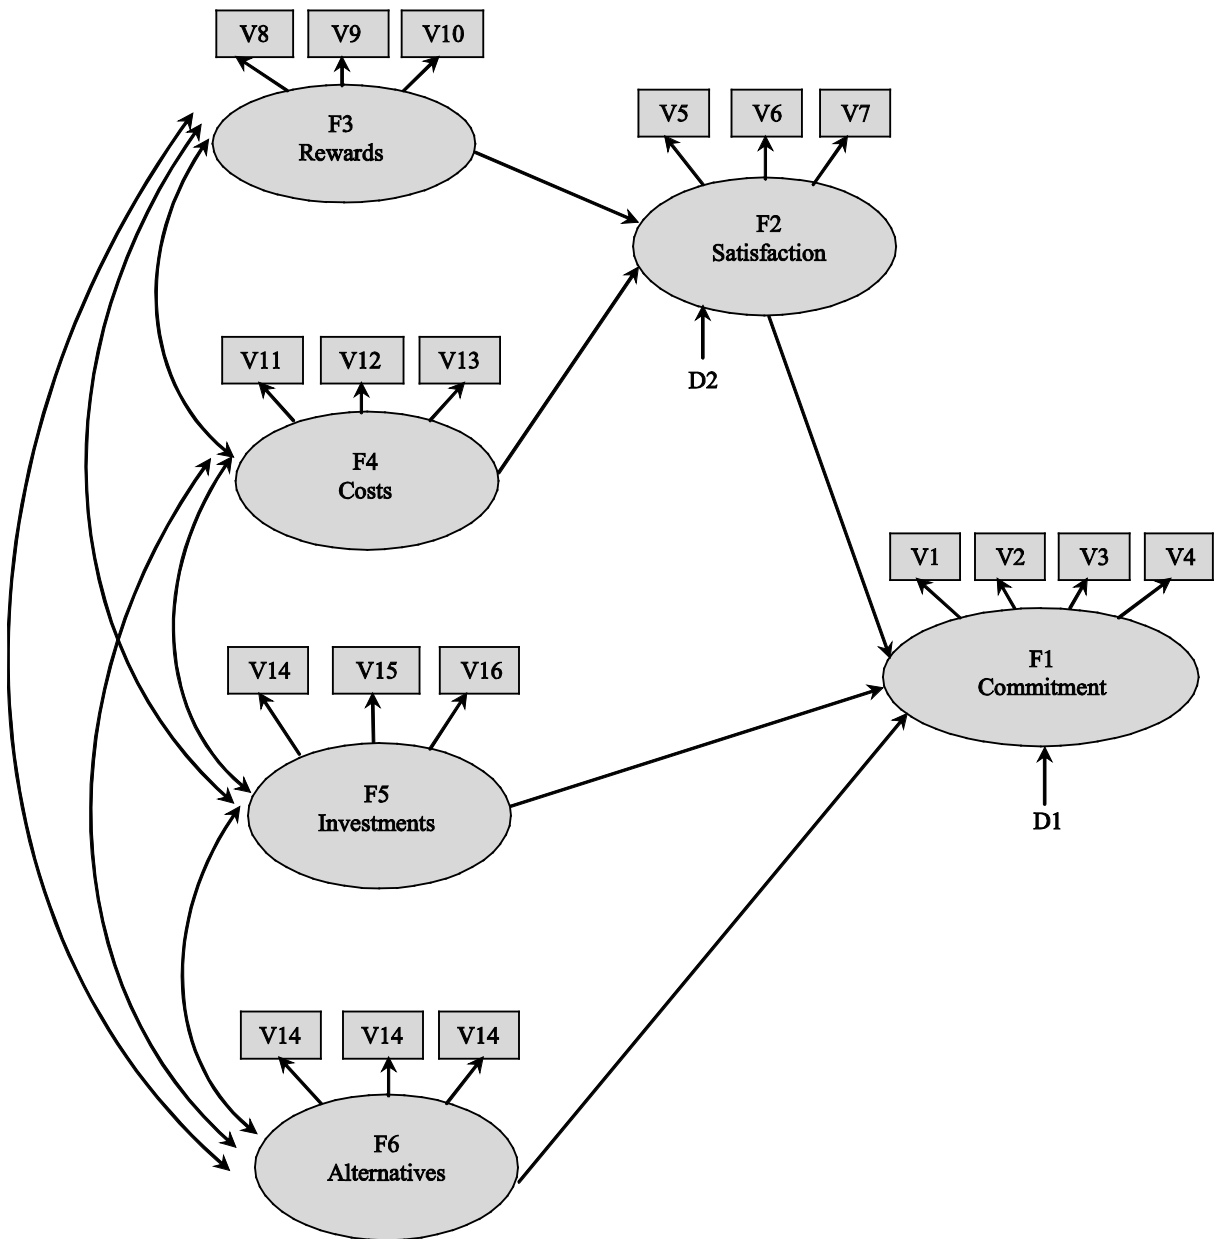 V8 V9 V10
F3
Rewards
V5 V6 V7
F2
Satisfaction
D2
V11 V12 V13
F4
Costs
V1 V2 V3 V4
F1
Commitment
D1
V14 V15 V16
F5
Investments
V14 V14 V14
F6
Alternatives